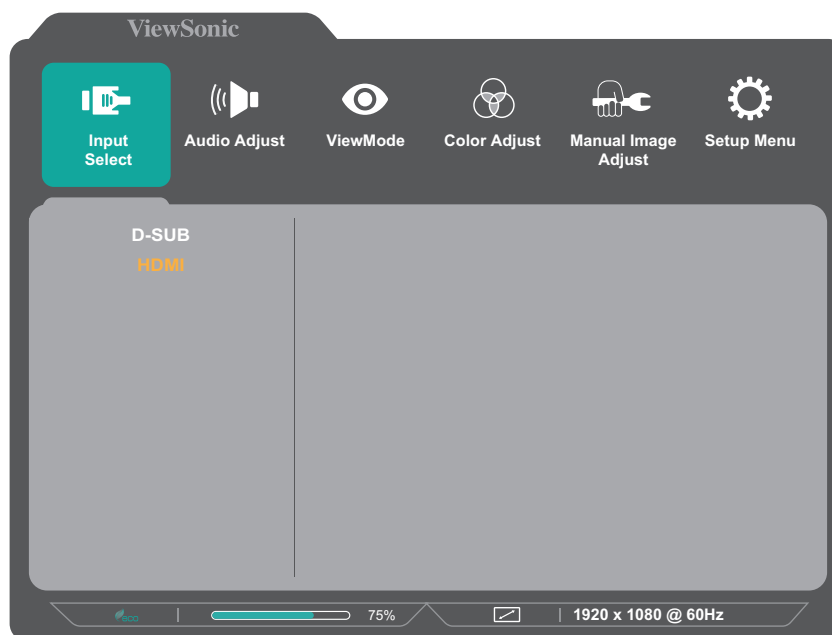 ViewSonic
Input
Select
Audio Adjust
ViewMode
Color Adjust
Manual Image
Adjust
Setup Menu
D-SUB
HDMI
eco
75%
1920 x 1080 @ 60Hz